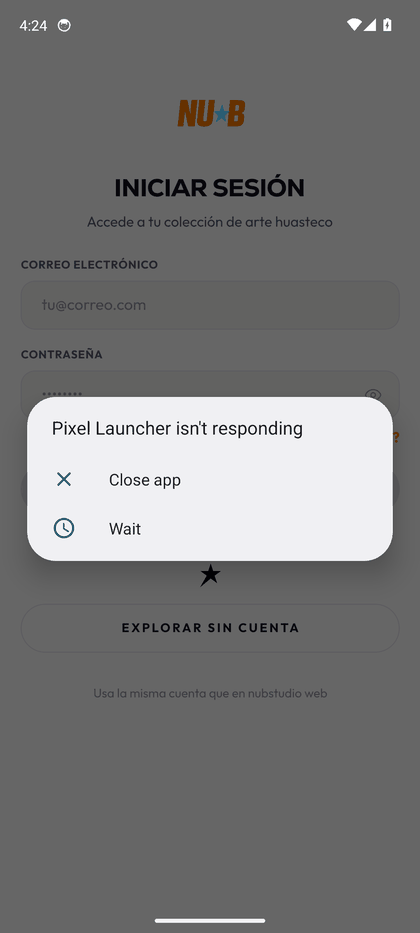 4:24
NU★B
INICIAR SESIÓN
Accede a tu colección de arte huasteco
CORREO ELECTRÓNICO
tu@correo.com
CONTRASEÑA
••••••••
?
Pixel Launcher isn't responding
Close app
Wait
EXPLORAR SIN CUENTA
Usa la misma cuenta que en nubstudio web